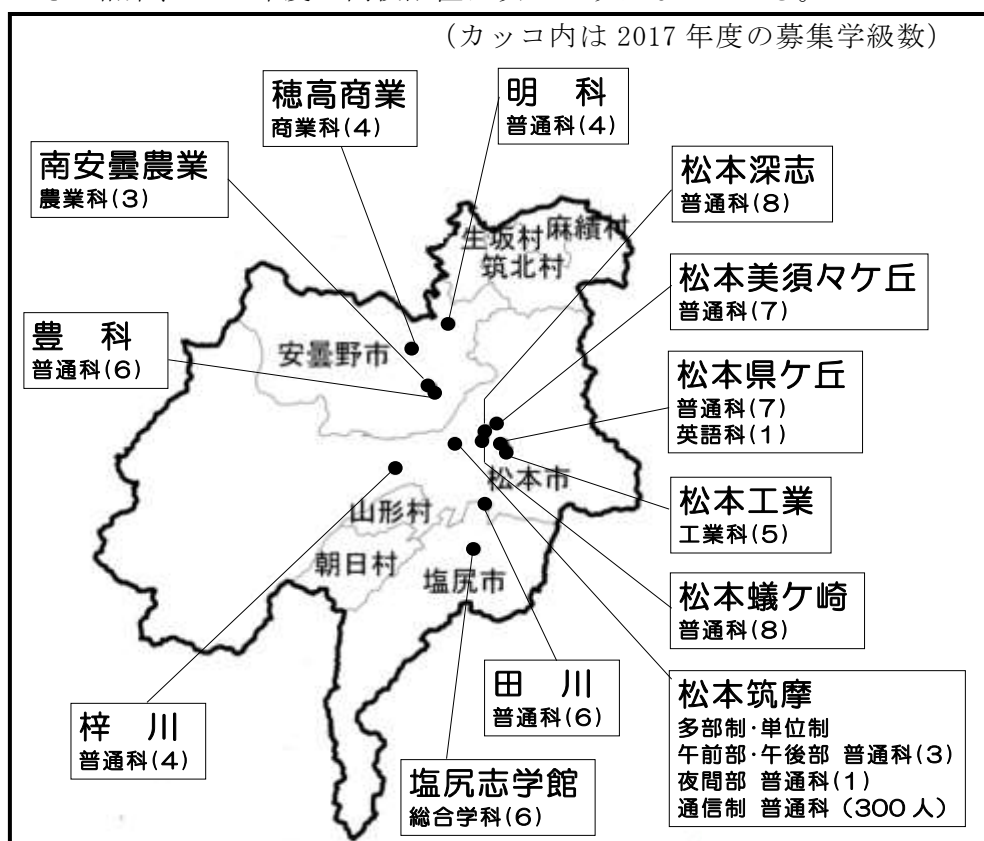 (カッコ内は 2017 年度の募集学級数)
穂高商業
商業科(4)
明 科
普通科(4)
南安曇農業
農業科(3)
松本深志
普通科(8)
生坂村
麻績村
筑北村
松本美須々ケ丘
普通科(7)
豊 科
普通科(6)
安曇野市
松本県ケ丘
普通科(7)
英語科(1)
松本市
松本工業
工業科(5)
山形村
朝日村
塩尻市
松本蟻ケ崎
普通科(8)
田 川
普通科(6)
松本筑摩
多部制・単位制
午前部・午後部 普通科(3)
夜間部 普通科(1)
通信制 普通科 (300人)
梓 川
普通科(4)
塩尻志学館
総合学科(6)